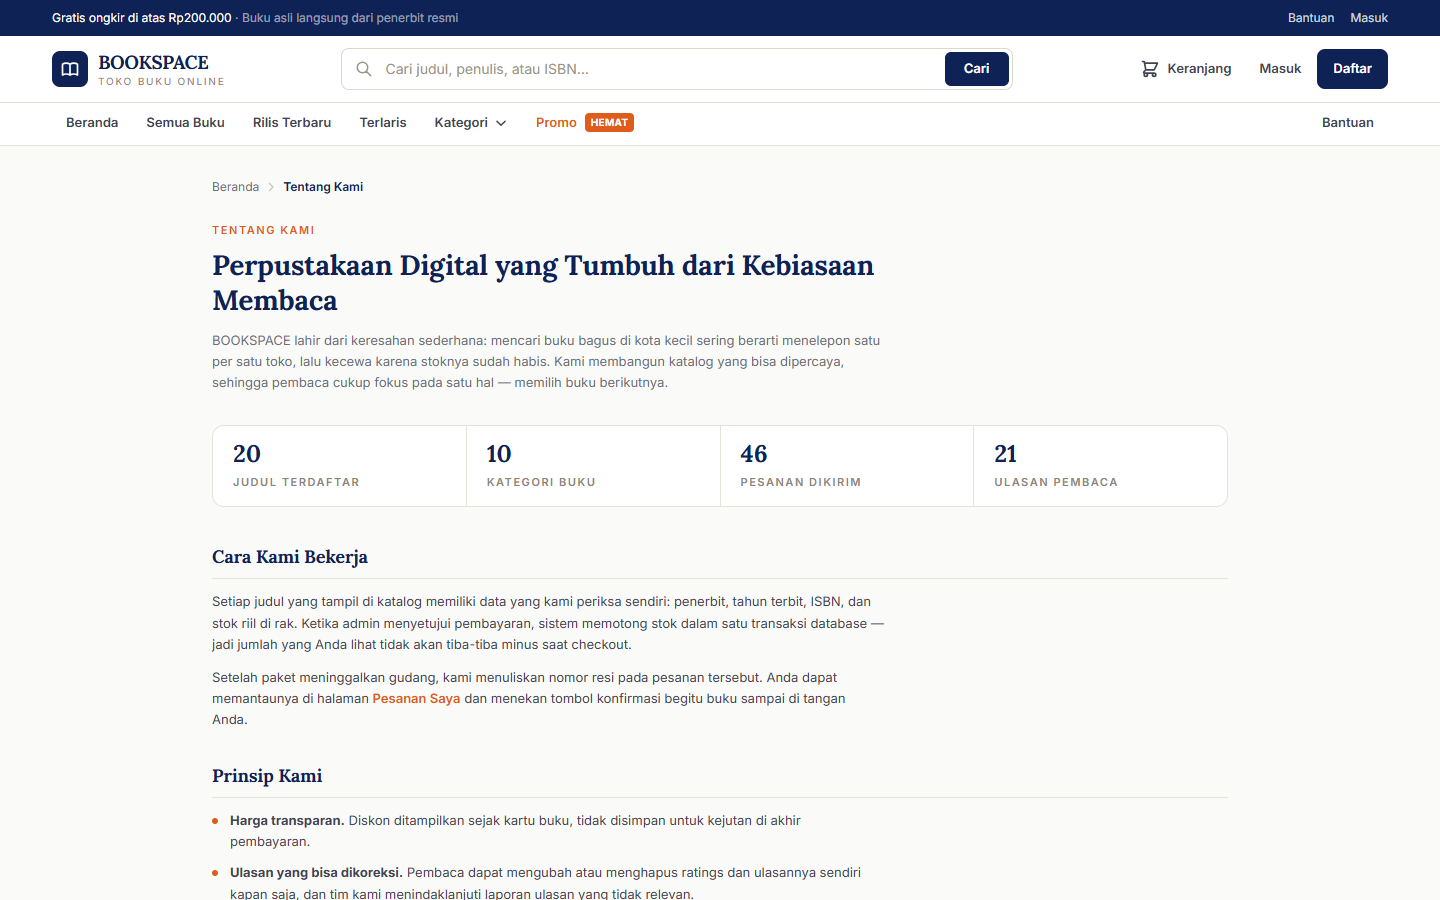 Gratis ongkir di atas Rp200.000 · Buku asli langsung dari penerbit resmi
Bantuan
Masuk
BOOKSPACE
TOKO BUKU ONLINE
Cari judul, penulis, atau ISBN...
Cari
Keranjang
Masuk
Daftar
Beranda
Semua Buku
Rilis Terbaru
Terlaris
Kategori
Promo
HEMAT
Bantuan
Beranda
Tentang Kami
TENTANG KAMI
Perpustakaan Digital yang Tumbuh dari Kebiasaan
Membaca
BOOKSPACE lahir dari keresahan sederhana: mencari buku bagus di kota kecil sering berarti menelepon satu
per satu toko, lalu kecewa karena stoknya sudah habis. Kami membangun katalog yang bisa dipercaya,
sehingga pembaca cukup fokus pada satu hal — memilih buku berikutnya.
20
JUDUL TERDAFTAR
10
KATEGORI BUKU
46
PESANAN DIKIRIM
21
ULASAN PEMBACA
Cara Kami Bekerja
Setiap judul yang tampil di katalog memiliki data yang kami periksa sendiri: penerbit, tahun terbit, ISBN, dan
stok riil di rak. Ketika admin menyetujui pembayaran, sistem memotong stok dalam satu transaksi database —
jadi jumlah yang Anda lihat tidak akan tiba-tiba minus saat checkout.
Setelah paket meninggalkan gudang, kami menuliskan nomor resi pada pesanan tersebut. Anda dapat
memantaunya di halaman Pesanan Saya dan menekan tombol konfirmasi begitu buku sampai di tangan
Anda.
Prinsip Kami
Harga transparan. Diskon ditampilkan sejak kartu buku, tidak disimpan untuk kejutan di akhir
pembayaran.
Ulasan yang bisa dikoreksi. Pembaca dapat mengubah atau menghapus ratings dan ulasannya sendiri
kapan saja, dan tim kami menindaklanjuti laporan ulasan yang tidak relevan.